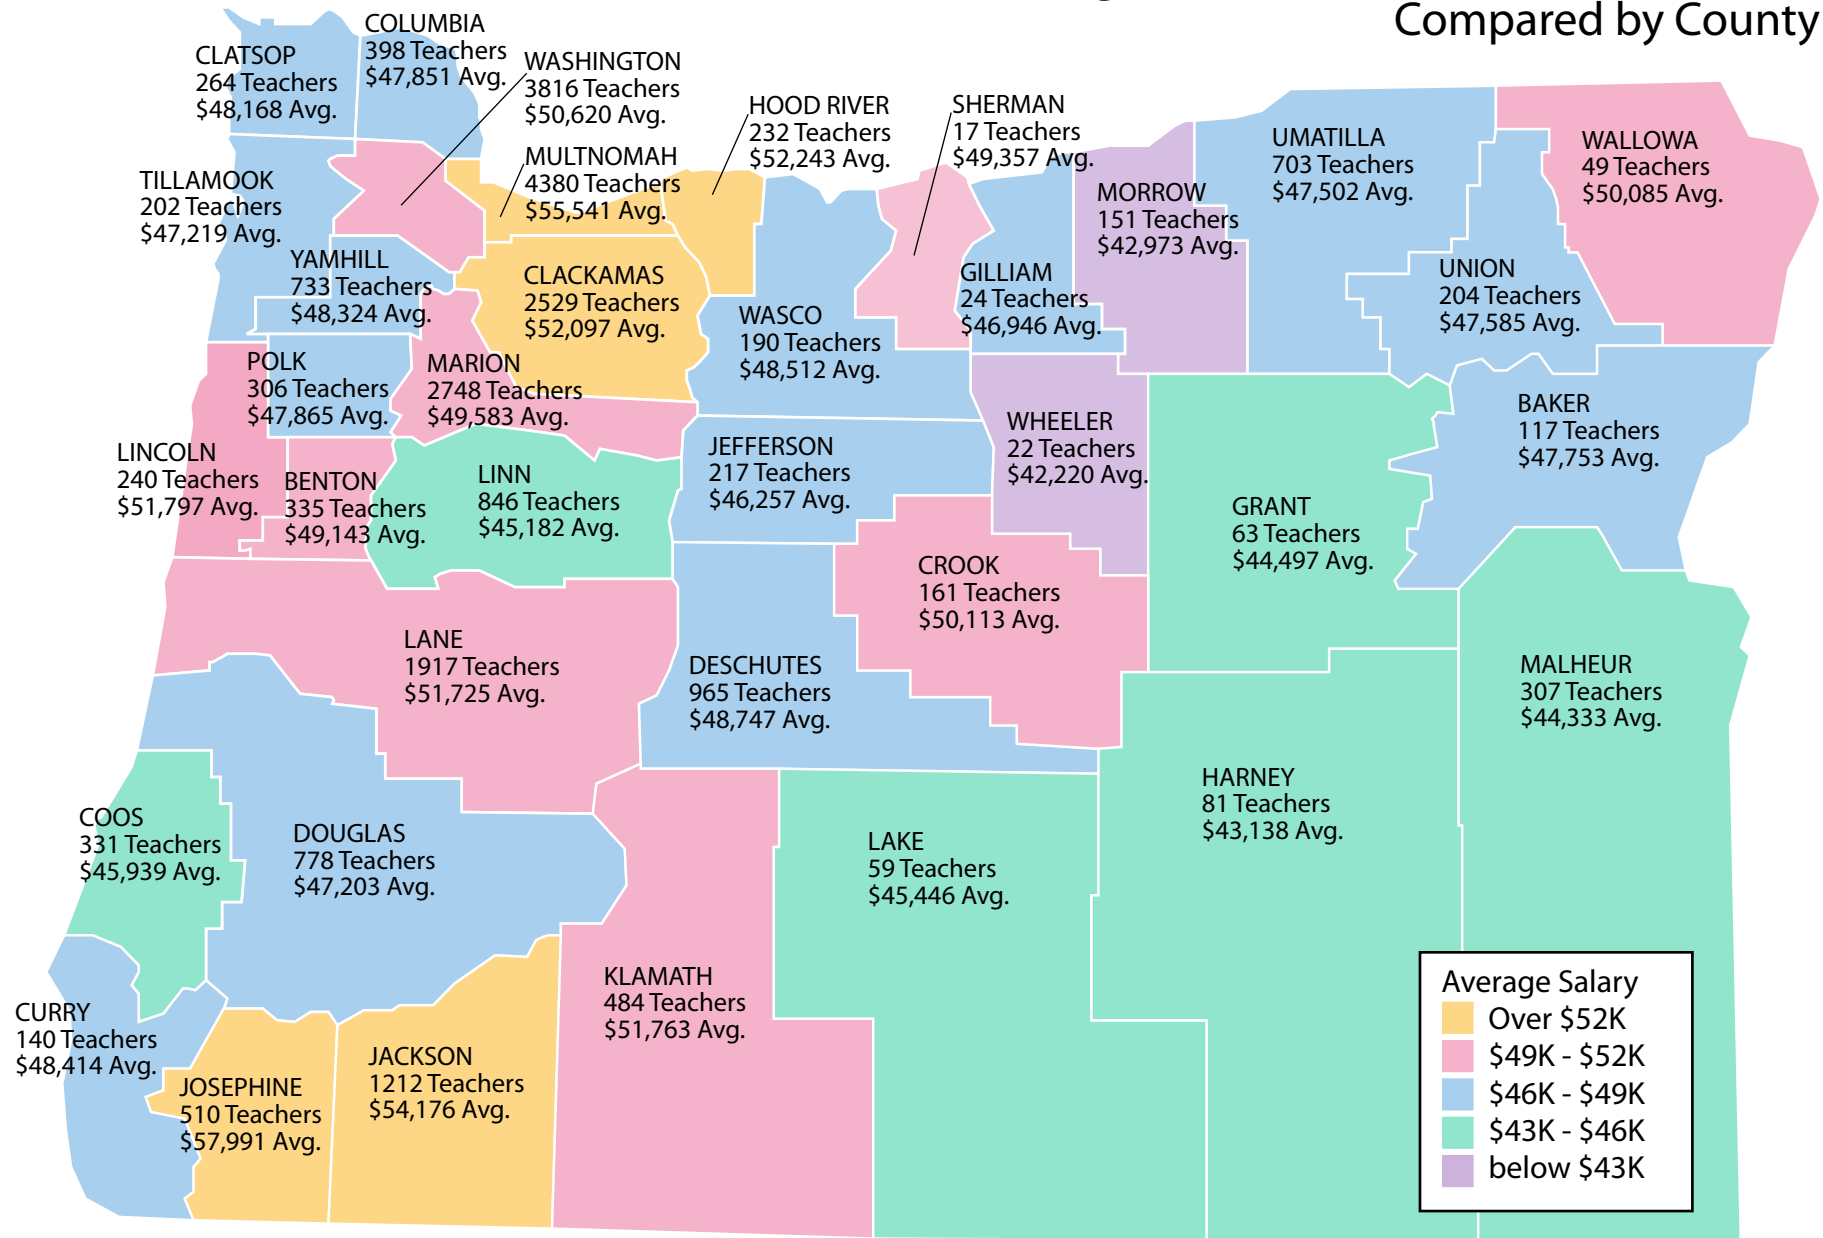 Compared by County
COLUMBIA
398 Teachers
$47,851 Avg.
CLATSOP
264 Teachers
$48,168 Avg.
WASHINGTON
3816 Teachers
$50,620 Avg.
HOOD RIVER
232 Teachers
$52,243 Avg.
SHERMAN
17 Teachers
$49,357 Avg.
UMATILLA
703 Teachers
$47,502 Avg.
WALLOWA
49 Teachers
$50,085 Avg.
MULTNOMAH
4380 Teachers
$55,541 Avg.
TILLAMOOK
202 Teachers
$47,219 Avg.
MORROW
151 Teachers
$42,973 Avg.
YAMHILL
733 Teachers
$48,324 Avg.
CLACKAMAS
2529 Teachers
$52,097 Avg.
GILLIAM
24 Teachers
$46,946 Avg.
UNION
204 Teachers
$47,585 Avg.
WASCO
190 Teachers
$48,512 Avg.
POLK
306 Teachers
$47,865 Avg.
MARION
2748 Teachers
$49,583 Avg.
BAKER
117 Teachers
$47,753 Avg.
WHEELER
22 Teachers
$42,220 Avg.
JEFFERSON
217 Teachers
$46,257 Avg.
LINCOLN
240 Teachers
$51,797 Avg.
BENTON
335 Teachers
$49,143 Avg.
LINN
846 Teachers
$45,182 Avg.
GRANT
63 Teachers
$44,497 Avg.
CROOK
161 Teachers
$50,113 Avg.
LANE
1917 Teachers
$51,725 Avg.
DESCHUTES
965 Teachers
$48,747 Avg.
MALHEUR
307 Teachers
$44,333 Avg.
HARNEY
81 Teachers
$43,138 Avg.
COOS
331 Teachers
$45,939 Avg.
DOUGLAS
778 Teachers
$47,203 Avg.
LAKE
59 Teachers
$45,446 Avg.
KLAMATH
484 Teachers
$51,763 Avg.
CURRY
140 Teachers
$48,414 Avg.
JACKSON
1212 Teachers
$54,176 Avg.
JOSEPHINE
510 Teachers
$57,991 Avg.
Average Salary
Over $52K
$49K - $52K
$46K - $49K
$43K - $46K
below $43K